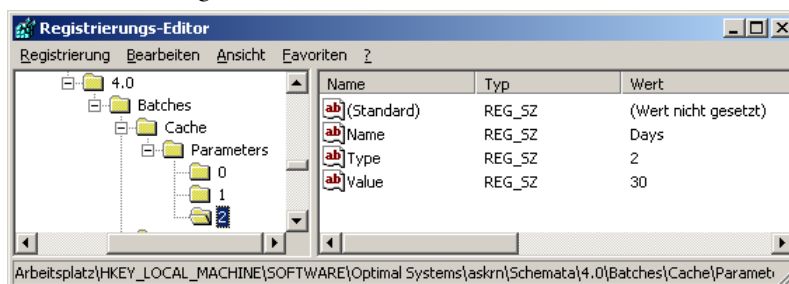 Registrierungs-Editor
Registrierung Bearbeiten Ansicht Favoriten ?
4.0
Batches
Cache
Parameters
0
1
2
Name Typ Wert
(Standard) REG_SZ (Wert nicht gesetzt)
Name REG_SZ Days
Type REG_SZ 2
Value REG_SZ 30
Arbeitsplatz\HKEY_LOCAL_MACHINE\SOFTWARE\Optimal Systems\askrn\Schemata\4.0\Batches\Cache\Paramet